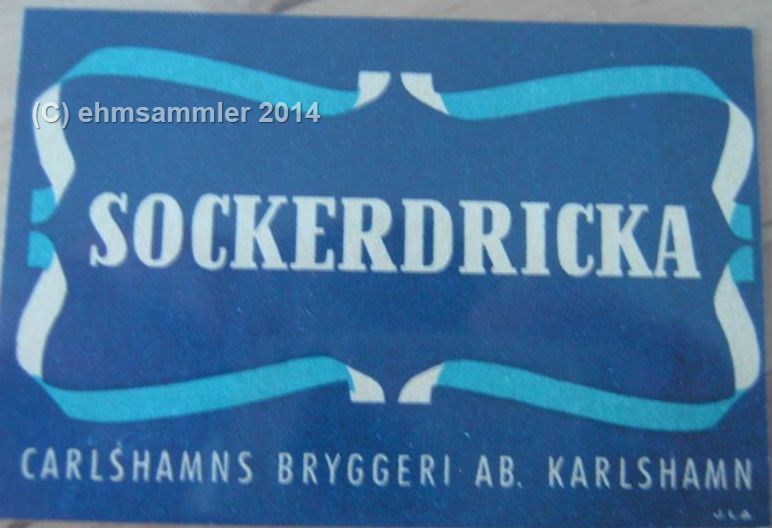 (C) ehmsammler 2014
SOCKERDRICKA
CARLSHAMNS BRYGGERI AB. KARLSHAMN
J.L.A.